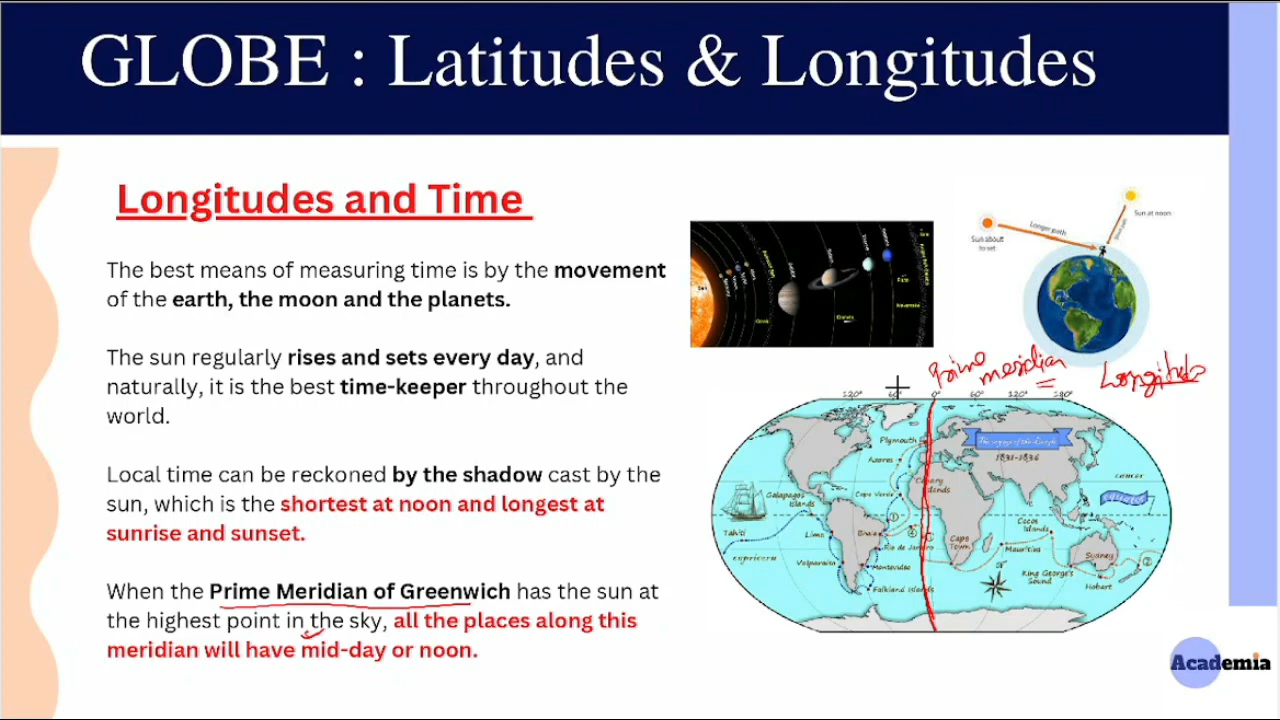 GLOBE : Latitudes & Longitudes
Longitudes and Time
The best means of measuring time is by the movement
of the earth, the moon and the planets.
The sun regularly rises and sets every day, and
naturally, it is the best time-keeper throughout the
world.
Local time can be reckoned by the shadow cast by the
sun, which is the shortest at noon and longest at
sunrise and sunset.
When the Prime Meridian of Greenwich has the sun at
the highest point in the sky, all the places along this
meridian will have mid-day or noon.
Sun at noon
Longer path
Sun about
to set
Prime meridian
Longitude
120° 60° 0° 60° 120° 180°
Plymouth
Azores
1831-1836
Canary
Islands
Cape Verde
Galapagos
Islands
cancer
equator
Tahiti
Lima
Rio de Janeiro
Cape
Town
Cocos
Islands
Mauritius
capricorn
Valparaiso
Montevideo
King George's
Sound
Sydney
Hobart
Falkland Islands
Academia